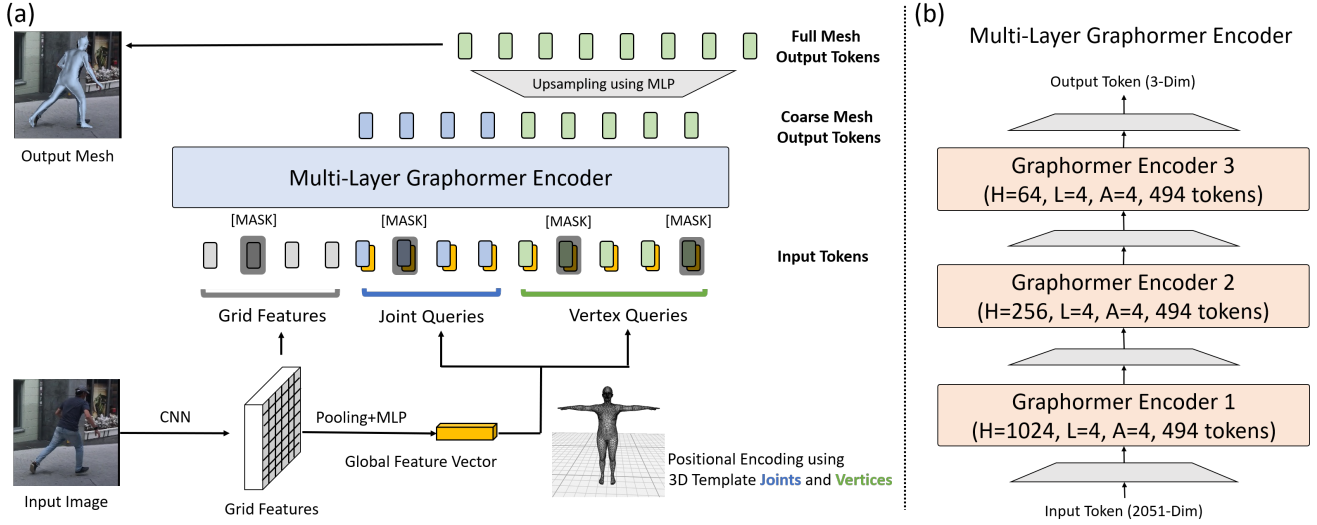 (a)
Full Mesh
Output Tokens
Upsampling using MLP
Coarse Mesh
Output Tokens
Output Mesh
Multi-Layer Graphormer Encoder
[MASK]
[MASK]
[MASK]
[MASK]
Input Tokens
Grid Features
Joint Queries
Vertex Queries
CNN
Pooling+MLP
Global Feature Vector
Positional Encoding using
3D Template Joints and Vertices
Input Image
Grid Features
(b)
Multi-Layer Graphormer Encoder
Output Token (3-Dim)
Graphormer Encoder 3
(H=64, L=4, A=4, 494 tokens)
Graphormer Encoder 2
(H=256, L=4, A=4, 494 tokens)
Graphormer Encoder 1
(H=1024, L=4, A=4, 494 tokens)
Input Token (2051-Dim)